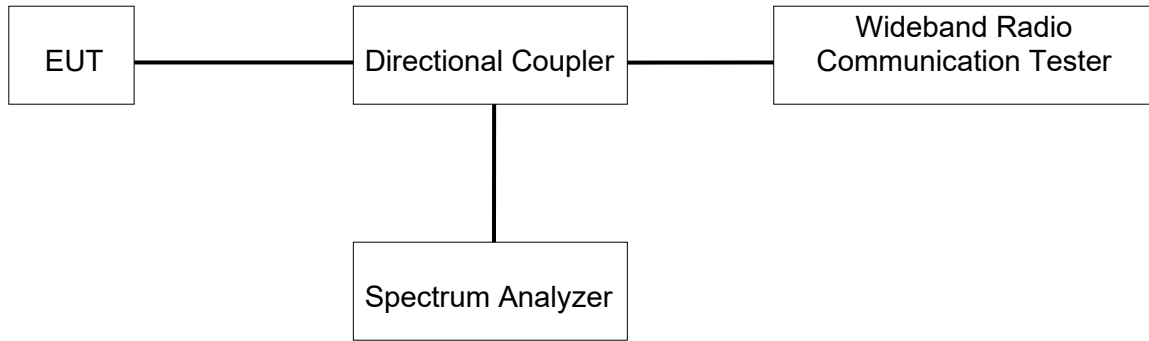 EUT
Directional Coupler
Wideband Radio
Communication Tester
Spectrum Analyzer